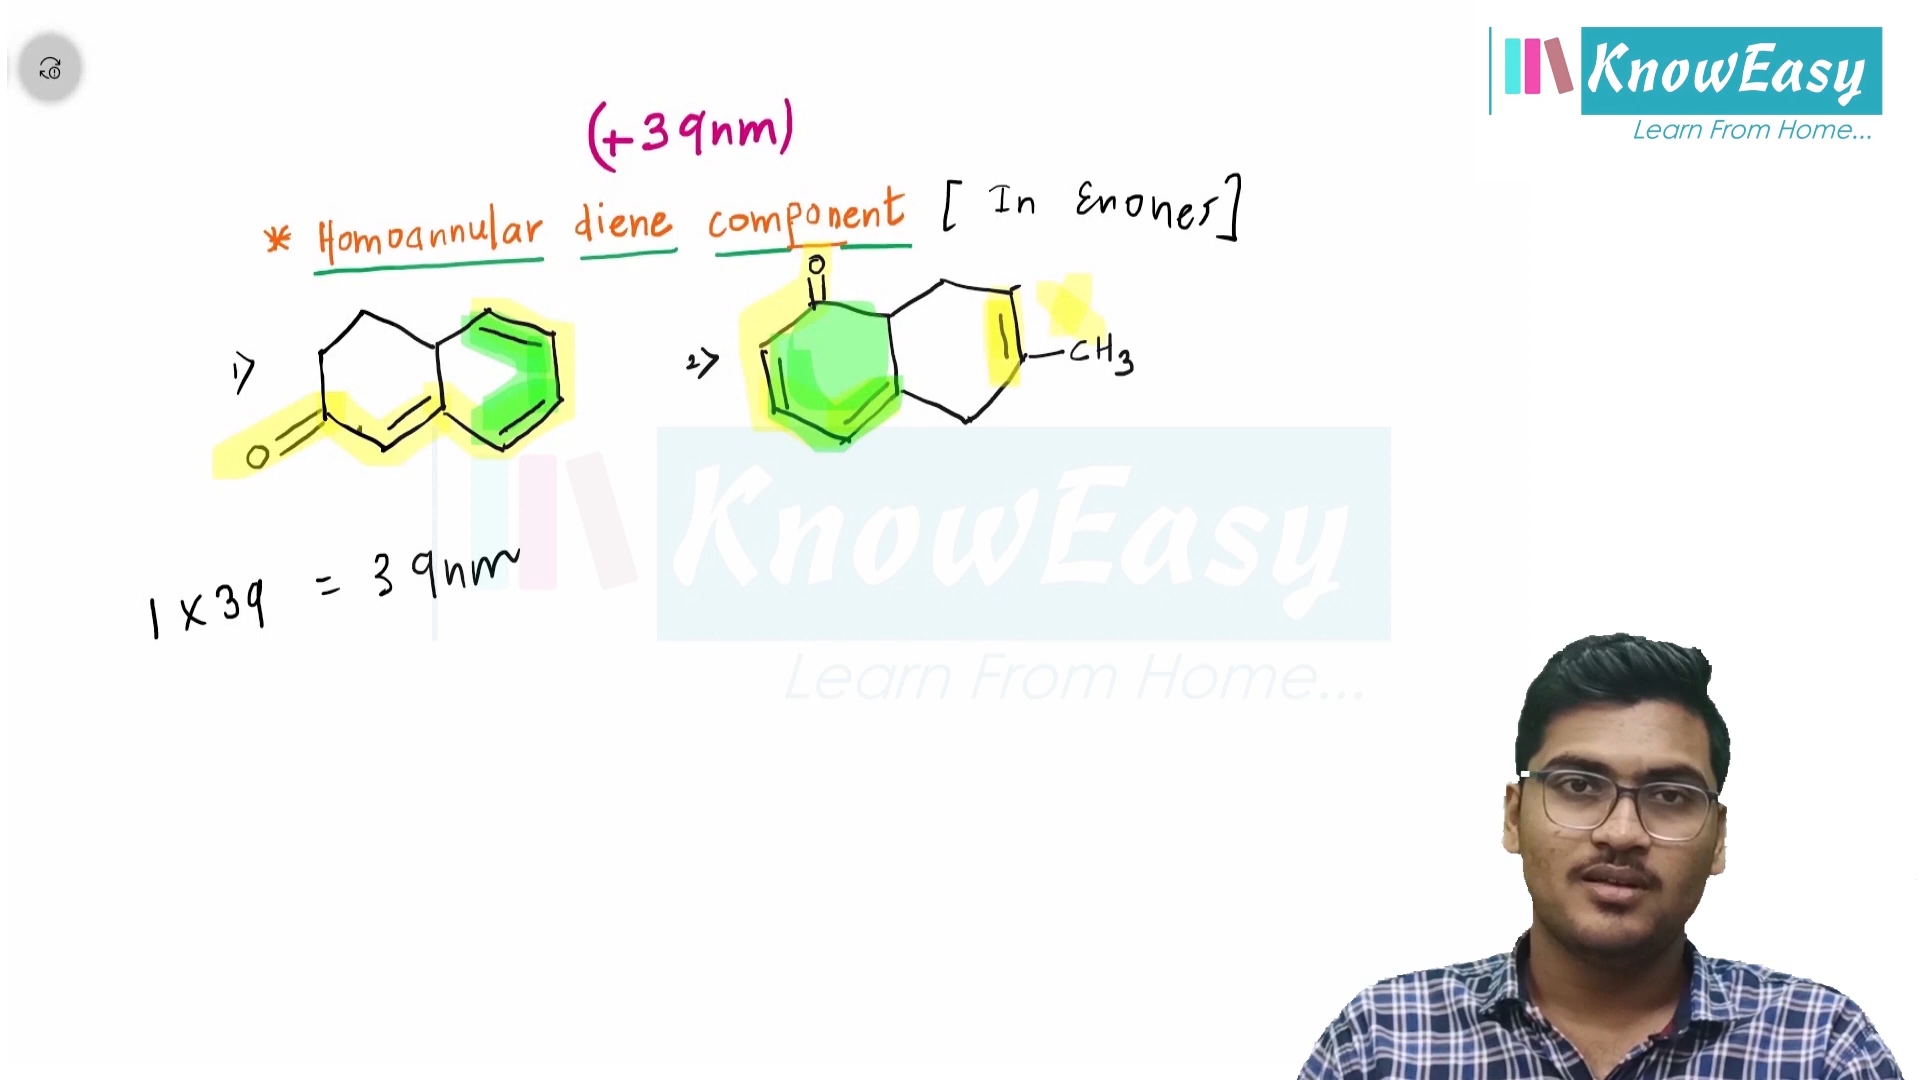 KnowEasy
Learn From Home...
(+39nm)
* Homoannular diene component [In Enones]
O
1>
2>
CH3
O
1 x 39 = 39nm
KnowEasy
Learn From Home...